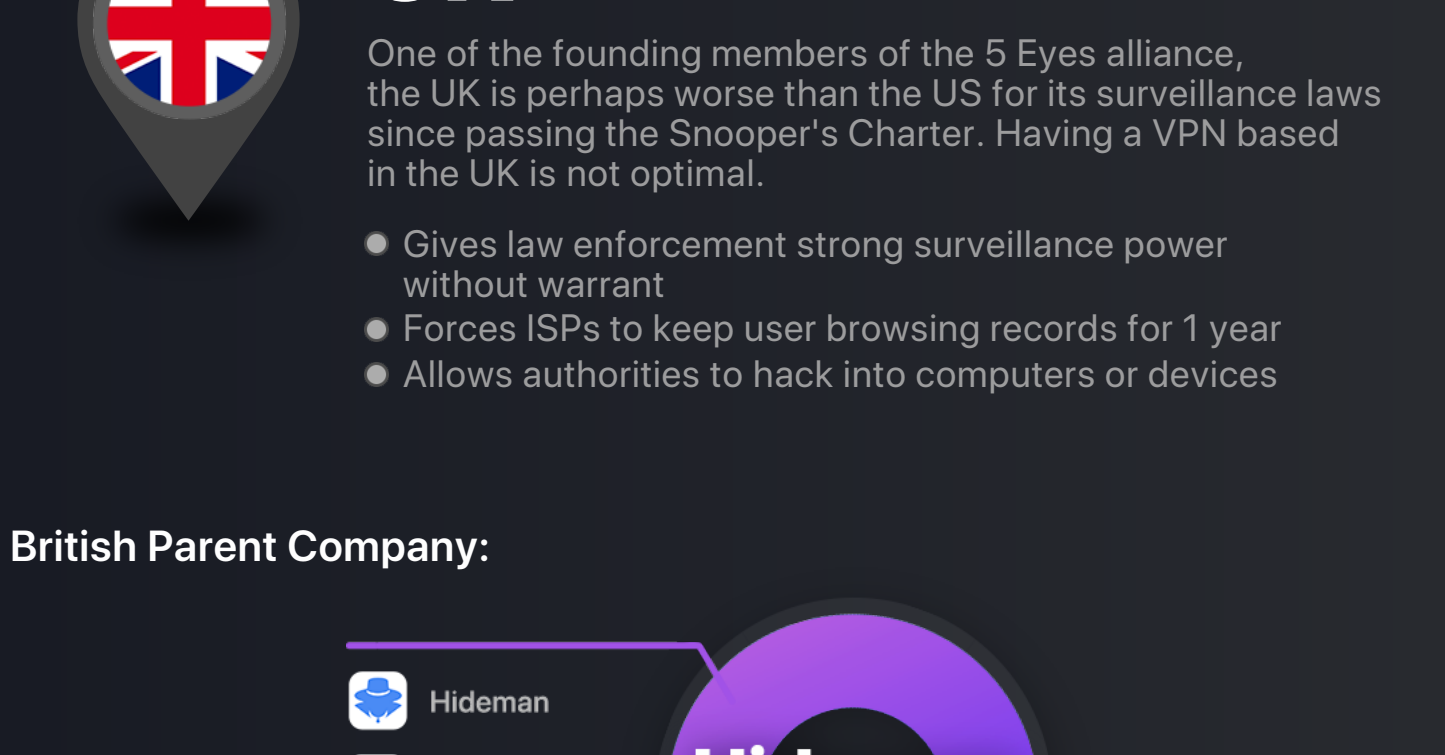 One of the founding members of the 5 Eyes alliance,
the UK is perhaps worse than the US for its surveillance laws
since passing the Snooper's Charter. Having a VPN based
in the UK is not optimal.
Gives law enforcement strong surveillance power
without warrant
Forces ISPs to keep user browsing records for 1 year
Allows authorities to hack into computers or devices
British Parent Company:
Hideman